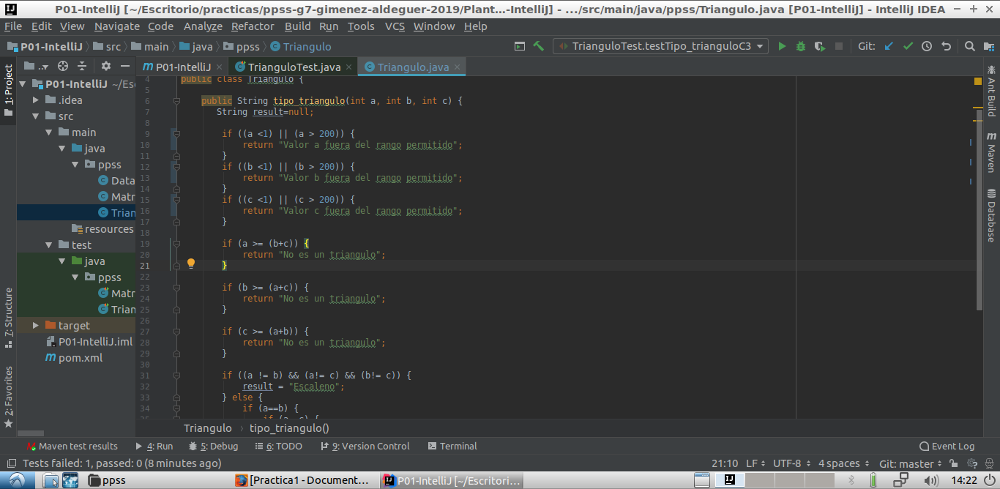 P01-IntelliJ [~/Escritorio/practicas/ppss-g7-gimenez-aldeguer-2019/Plant...-IntelliJ] - .../src/main/java/ppss/Triangulo.java [P01-IntelliJ] - IntelliJ IDEA
File Edit View Navigate Code Analyze Refactor Build Run Tools VCS Window Help
P01-IntelliJ src main java ppss Triangulo TrianguloTest.testTipo_trianguloC3 Git:
P01-IntelliJ TrianguloTest.java Triangulo.java
1: Project
7: Structure
2: Favorites
P01-IntelliJ ~/Es
.idea
src
main
java
ppss
Data
Matr
Trian
resources
test
java
ppss
Matr
Trian
target
P01-IntelliJ.iml
pom.xml
4 public class Triangulo {
5
6 public String tipo_triangulo(int a, int b, int c) {
7 String result=null;
8
9 if ((a <1) || (a > 200)) {
10 return "Valor a fuera del rango permitido";
11 }
12 if ((b <1) || (b > 200)) {
13 return "Valor b fuera del rango permitido";
14 }
15 if ((c <1) || (c > 200)) {
16 return "Valor c fuera del rango permitido";
17 }
18
19 if (a >= (b+c)) {
20 return "No es un triangulo";
21 }
22
23 if (b >= (a+c)) {
24 return "No es un triangulo";
25 }
26
27 if (c >= (a+b)) {
28 return "No es un triangulo";
29 }
30
31 if ((a != b) && (a!= c) && (b!= c)) {
32 result = "Escaleno";
33 } else {
34 if (a==b) {
Triangulo tipo_triangulo()
Ant Build
Maven
Database
Maven test results 4: Run 5: Debug 6: TODO 9: Version Control Terminal Event Log
Tests failed: 1, passed: 0 (8 minutes ago) 21:10 LF UTF-8 4 spaces Git: master
ppss [Practica1 - Document... P01-IntelliJ [~/Escritori... 14:22